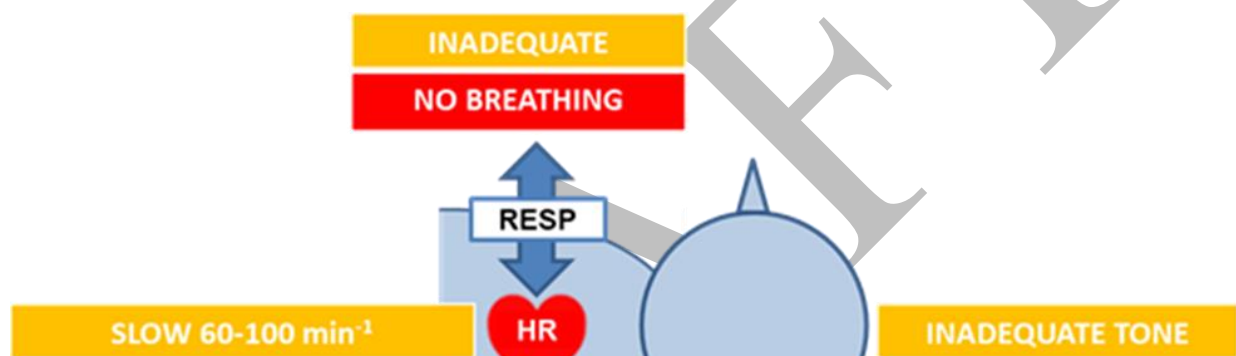 INADEQUATE
NO BREATHING
RESP
SLOW 60-100 min⁻¹
HR
INADEQUATE TONE